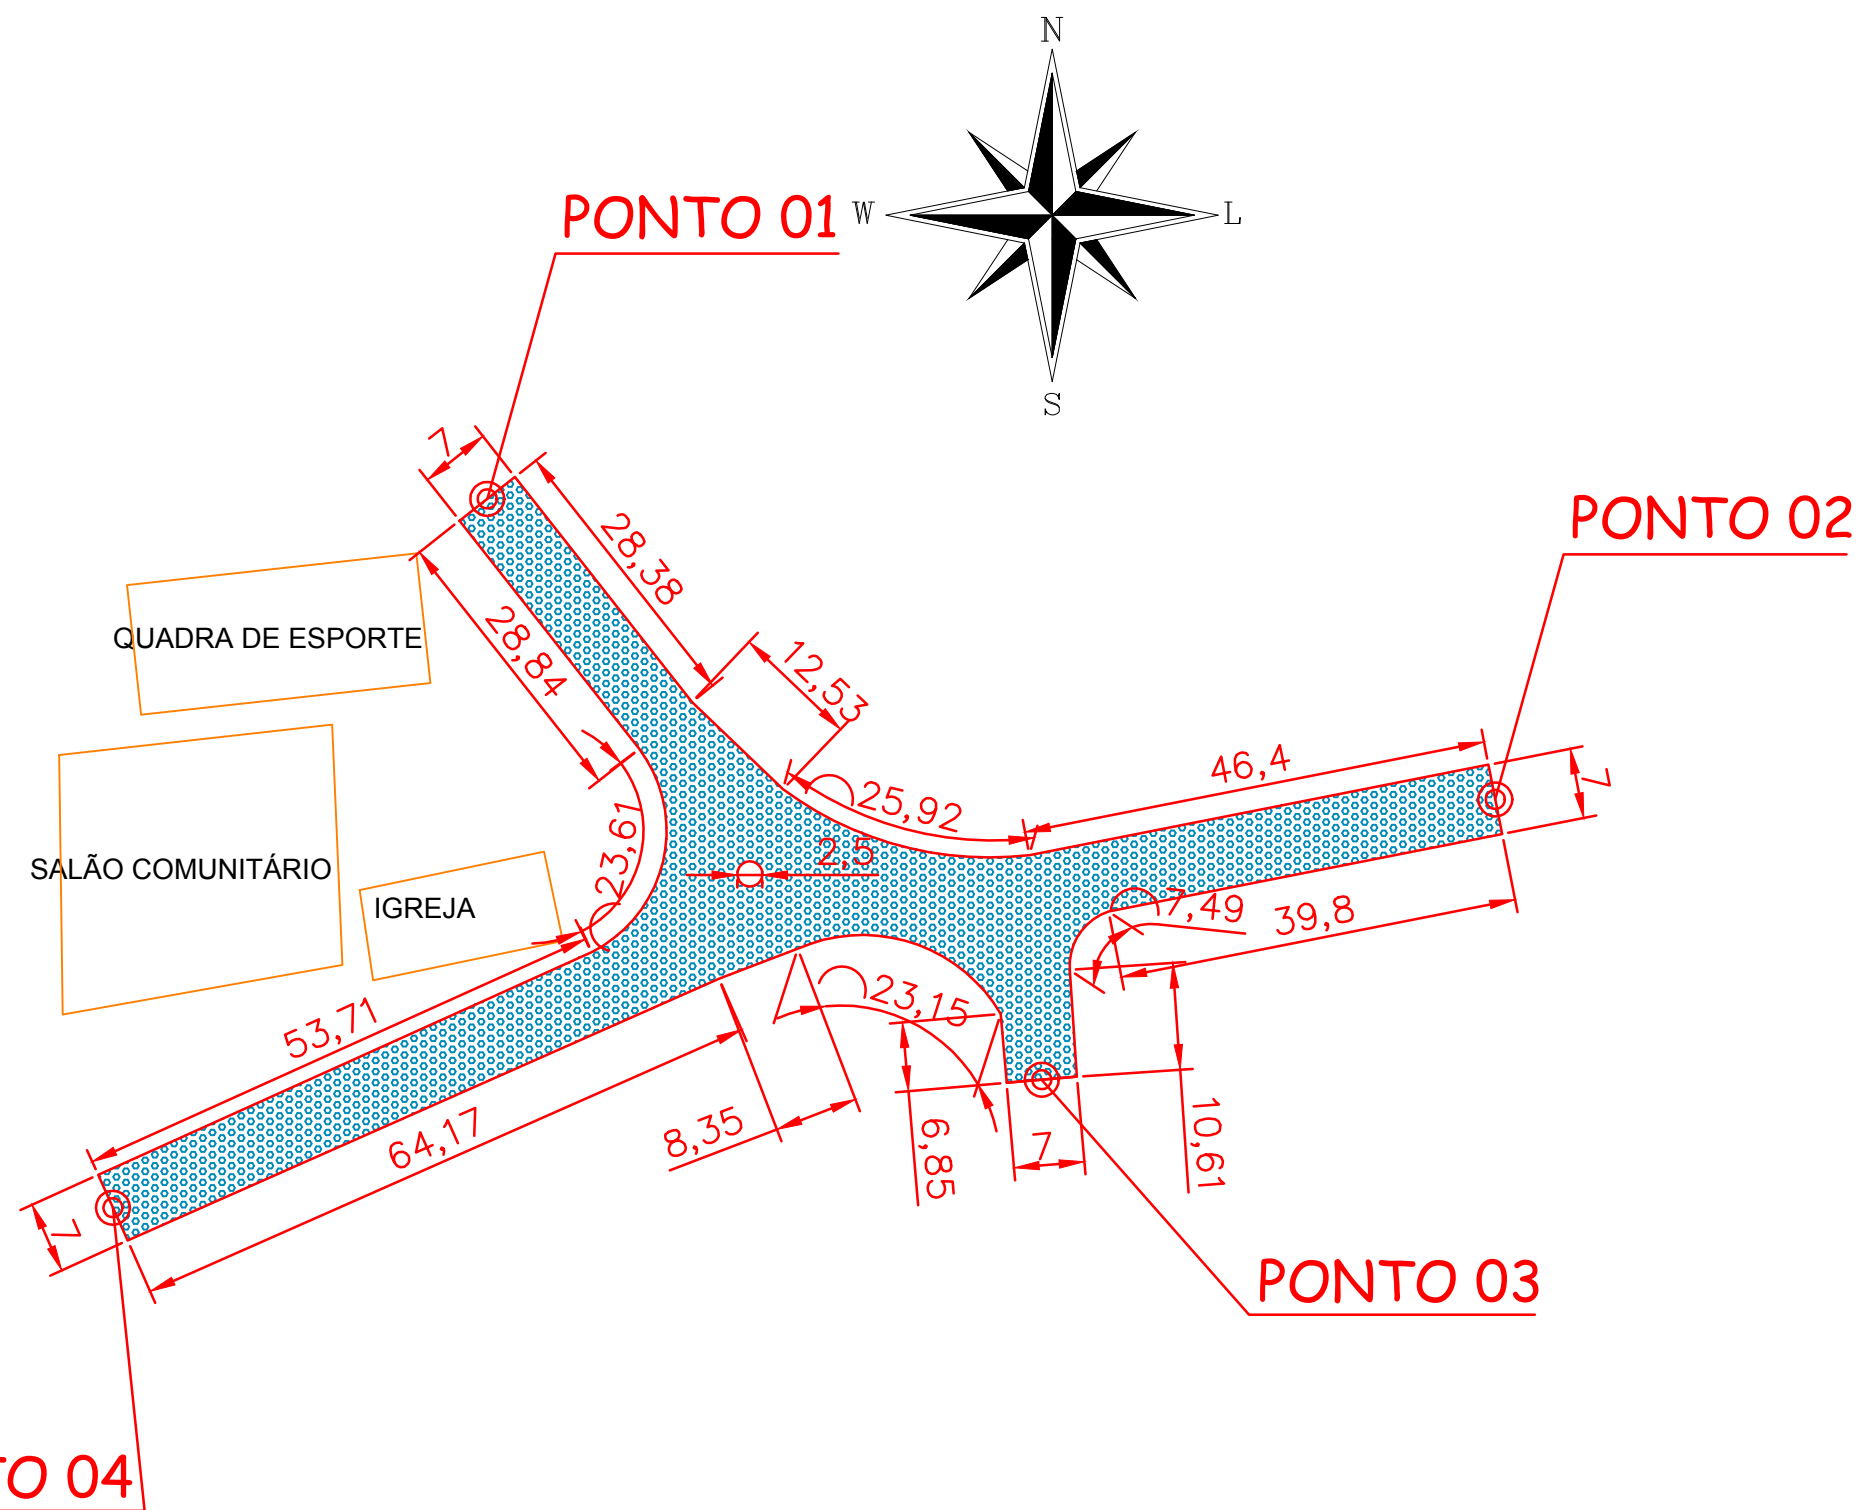 N
PONTO 01
W
L
S
7
28,38
PONTO 02
28,84
QUADRA DE ESPORTE
12,53
46,4
7
25,92
2,5
23,61
SALÃO COMUNITÁRIO
IGREJA
7,49
39,8
23,15
53,71
64,17
8,35
6,85
7
10,61
7
PONTO 03
TO 04